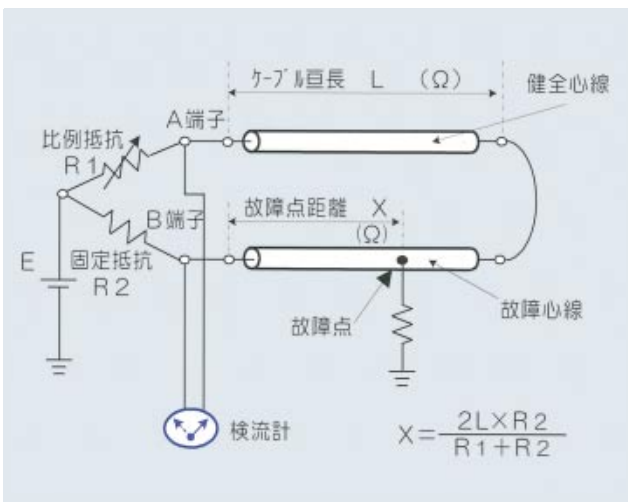 ケーブル亘長 L (Ω)
健全心線
A端子
比例抵抗
R1
B端子
故障点距離 X
(Ω)
E
固定抵抗
R2
故障点
故障心線
検流計
X=2L×R2/R1+R2